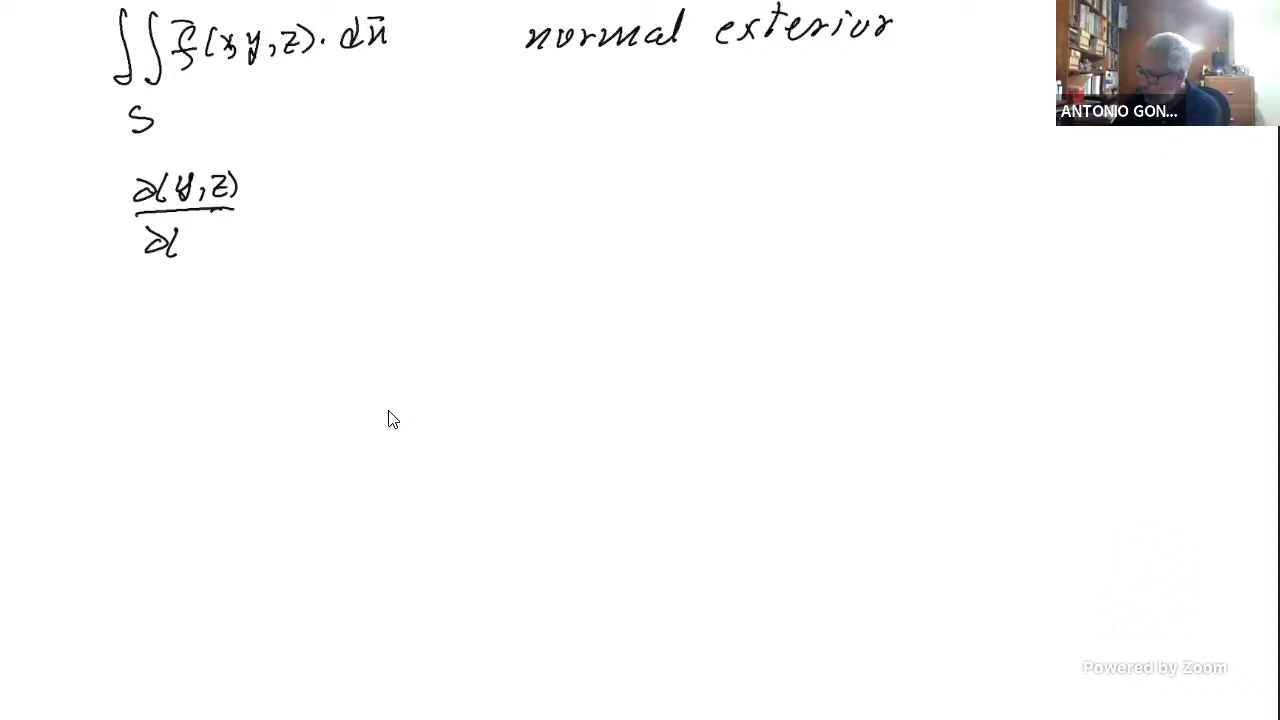 ∫∫ F̄(x,y,z)·dn̄ normal exterior
S
∂(y,z)
∂(
ANTONIO GON...
Powered by Zoom